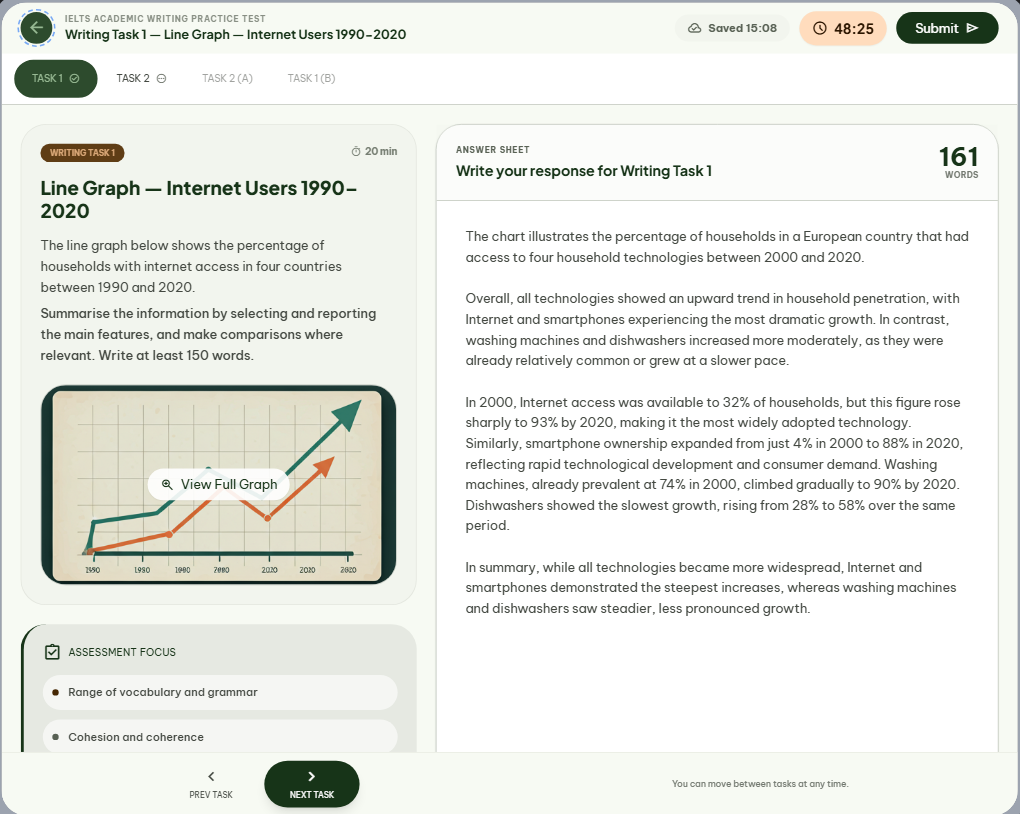 IELTS ACADEMIC WRITING PRACTICE TEST
Writing Task 1 — Line Graph — Internet Users 1990–2020
Saved 15:08
48:25
Submit
TASK 1
TASK 2
TASK 2 (A)
TASK 1 (B)
WRITING TASK 1
20 min
Line Graph — Internet Users 1990–
2020
The line graph below shows the percentage of
households with internet access in four countries
between 1990 and 2020.
Summarise the information by selecting and reporting
the main features, and make comparisons where
relevant. Write at least 150 words.
View Full Graph
2020
2020
ASSESSMENT FOCUS
Range of vocabulary and grammar
Cohesion and coherence
ANSWER SHEET
Write your response for Writing Task 1
161
WORDS
The chart illustrates the percentage of households in a European country that had
access to four household technologies between 2000 and 2020.
Overall, all technologies showed an upward trend in household penetration, with
Internet and smartphones experiencing the most dramatic growth. In contrast,
washing machines and dishwashers increased more moderately, as they were
already relatively common or grew at a slower pace.
In 2000, Internet access was available to 32% of households, but this figure rose
sharply to 93% by 2020, making it the most widely adopted technology.
Similarly, smartphone ownership expanded from just 4% in 2000 to 88% in 2020,
reflecting rapid technological development and consumer demand. Washing
machines, already prevalent at 74% in 2000, climbed gradually to 90% by 2020.
Dishwashers showed the slowest growth, rising from 28% to 58% over the same
period.
In summary, while all technologies became more widespread, Internet and
smartphones demonstrated the steepest increases, whereas washing machines
and dishwashers saw steadier, less pronounced growth.
PREV TASK
NEXT TASK
You can move between tasks at any time.